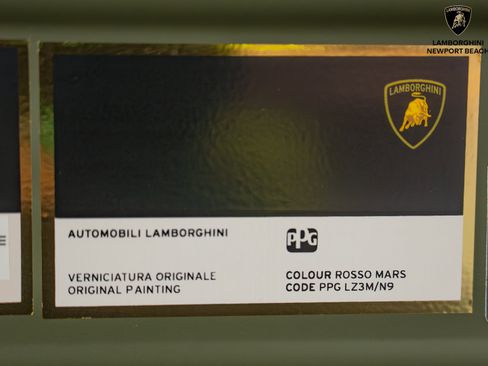 LAMBORGHINI
NEWPORT BEACH
LAMBORGHINI
AUTOMOBILI LAMBORGHINI
PPG
VERNICIATURA ORIGINALE
ORIGINAL PAINTING
COLOUR ROSSO MARS
CODE PPG LZ3M/N9